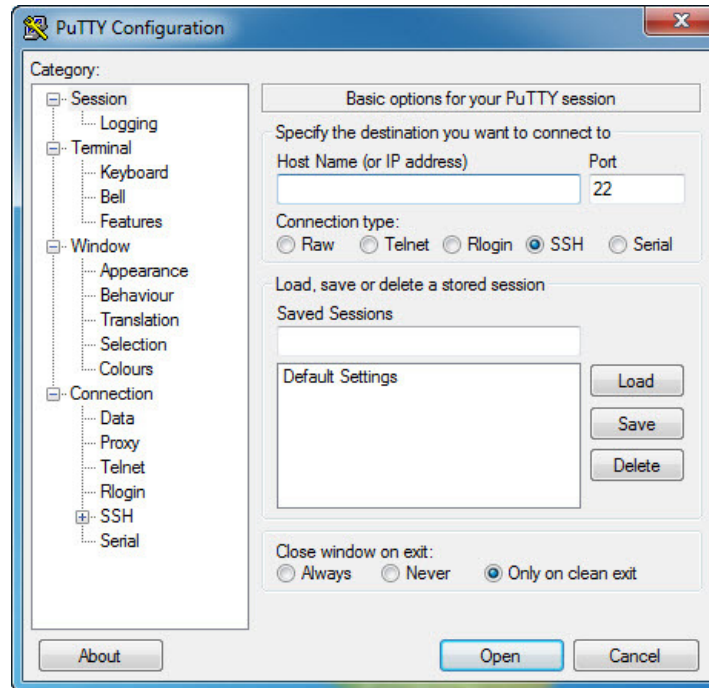 PuTTY Configuration
Category:
Session
Logging
Terminal
Keyboard
Bell
Features
Window
Appearance
Behaviour
Translation
Selection
Colours
Connection
Data
Proxy
Telnet
Rlogin
SSH
Serial
Basic options for your PuTTY session
Specify the destination you want to connect to
Host Name (or IP address) Port
22
Connection type:
Raw Telnet Rlogin SSH Serial
Load, save or delete a stored session
Saved Sessions
Default Settings
Load
Save
Delete
Close window on exit:
Always Never Only on clean exit
About Open Cancel